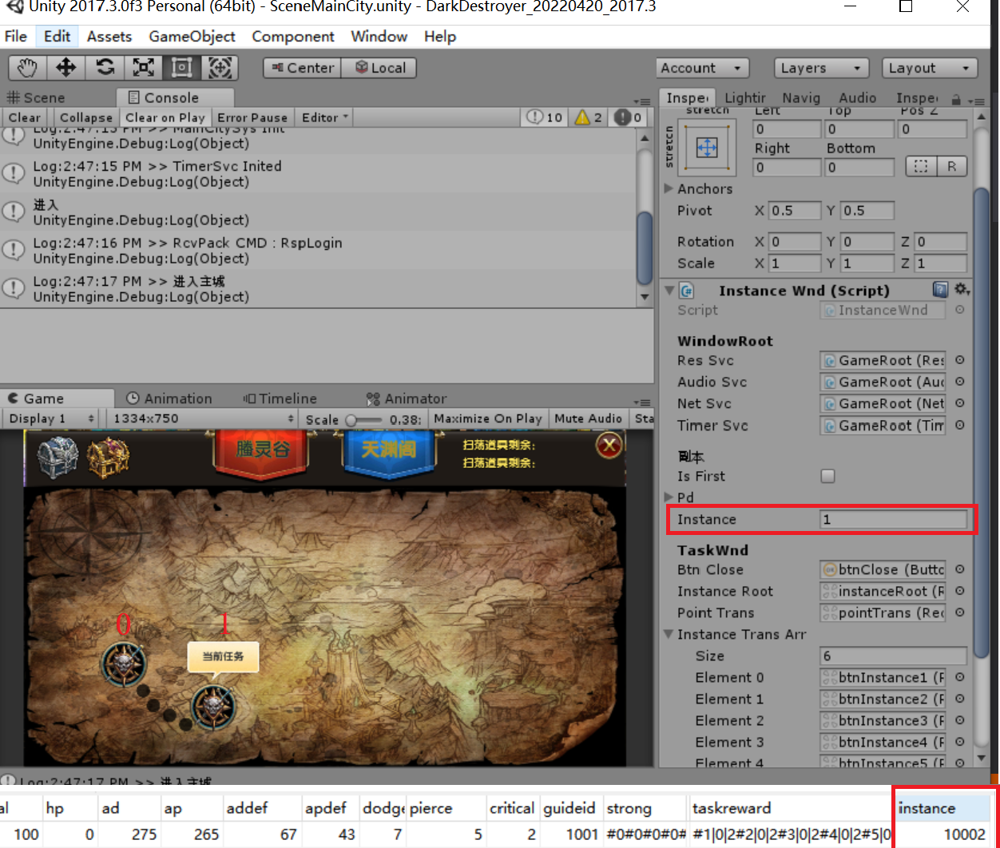 Unity 2017.3.0f3 Personal (64bit) - SceneMainCity.unity - DarkDestroyer_20220420_2017.3
File Edit Assets GameObject Component Window Help
Center Local Account Layers Layout
Scene Console
Clear Collapse Clear on Play Error Pause Editor 10 2 0
Log:2:47:15 PM >> MainCitySys Init
UnityEngine.Debug:Log(Object)
Log:2:47:15 PM >> TimerSvc Inited
UnityEngine.Debug:Log(Object)
进入
UnityEngine.Debug:Log(Object)
Log:2:47:16 PM >> RcvPack CMD : RspLogin
UnityEngine.Debug:Log(Object)
Log:2:47:17 PM >> 进入主城
UnityEngine.Debug:Log(Object)
Game Animation Timeline Animator
Display 1 1334x750 Scale 0.38: Maximize On Play Mute Audio Sta
腾灵谷
天渊阁
扫荡道具剩余:
扫荡道具剩余:
X
0 1
当前任务
Log:2:47:17 PM >> 进入主城
Inspe Lightir Navig Audio Inspe
stretch Left Top Pos Z
stretch
0 0 0
Right Bottom
0 0 R
Anchors
Pivot X 0.5 Y 0.5
Rotation X 0 Y 0 Z 0
Scale X 1 Y 1 Z 1
Instance Wnd (Script)
Script InstanceWnd
WindowRoot
Res Svc GameRoot (Res
Audio Svc GameRoot (Auc
Net Svc GameRoot (Net
Timer Svc GameRoot (Tim
副本
Is First
Pd
Instance 1
TaskWnd
Btn Close btnClose (Butto
Instance Root instanceRoot (R
Point Trans pointTrans (Rec
Instance Trans Arr
Size 6
Element 0 btnInstance1 (F
Element 1 btnInstance2 (F
Element 2 btnInstance3 (F
Element 3 btnInstance4 (F
Element 4 btnInstance5 (F
al hp ad ap addef apdef dodge pierce critical guideid strong taskreward instance
100 0 275 265 67 43 7 5 2 1001 #0#0#0#0# #1|0|2#2|0|2#3|0|2#4|0|2#5|0 10002